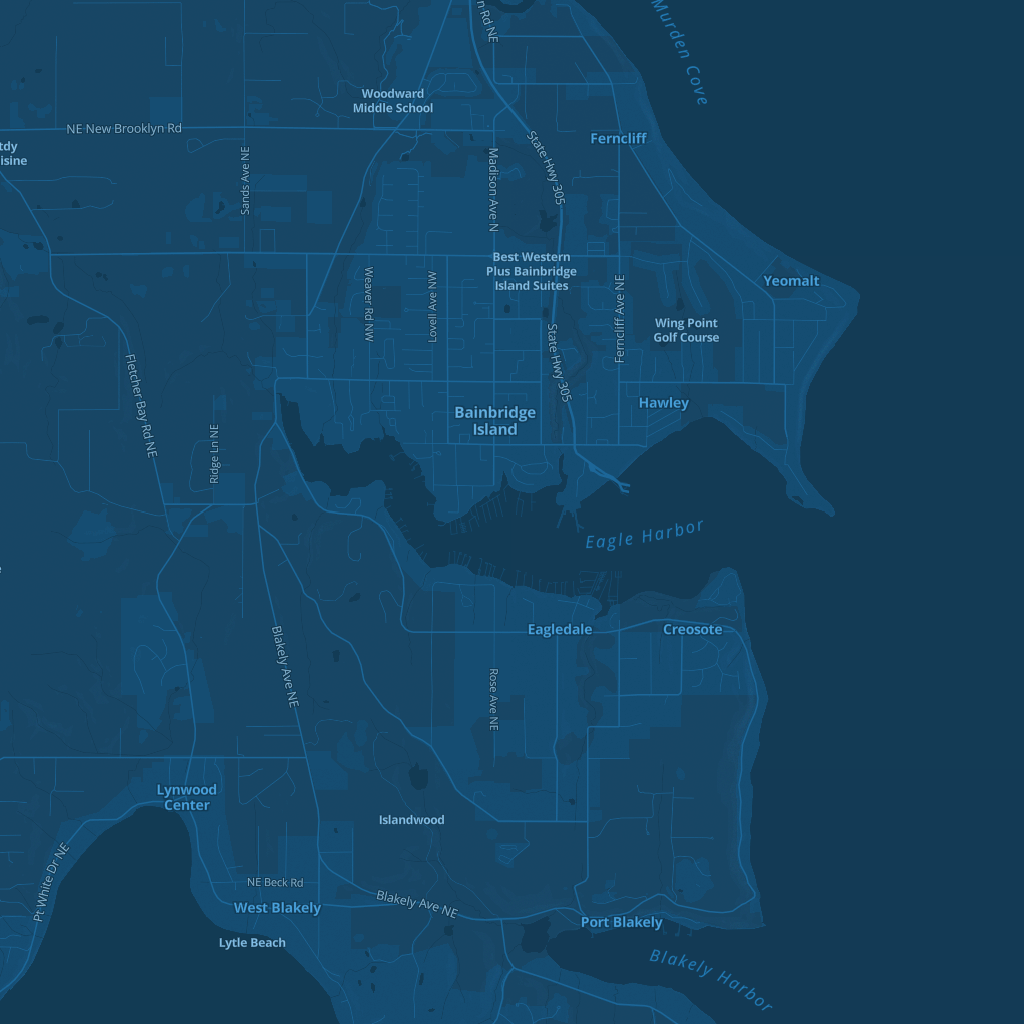 n Rd NE
Murden Cove
Woodward
Middle School
NE New Brooklyn Rd
Ferncliff
tdy
isine
Sands Ave NE
Madison Ave N
State Hwy 305
Best Western
Plus Bainbridge
Island Suites
Yeomalt
Weaver Rd NW
Lovell Ave NW
Ferncliff Ave NE
Wing Point
Golf Course
State Hwy 305
Fletcher Bay Rd NE
Hawley
Bainbridge
Island
Ridge Ln NE
Eagle Harbor
e
Eagledale
Creosote
Blakely Ave NE
Rose Ave NE
Lynwood
Center
Islandwood
Pt White Dr NE
NE Beck Rd
West Blakely
Blakely Ave NE
Port Blakely
Lytle Beach
Blakely Harbor